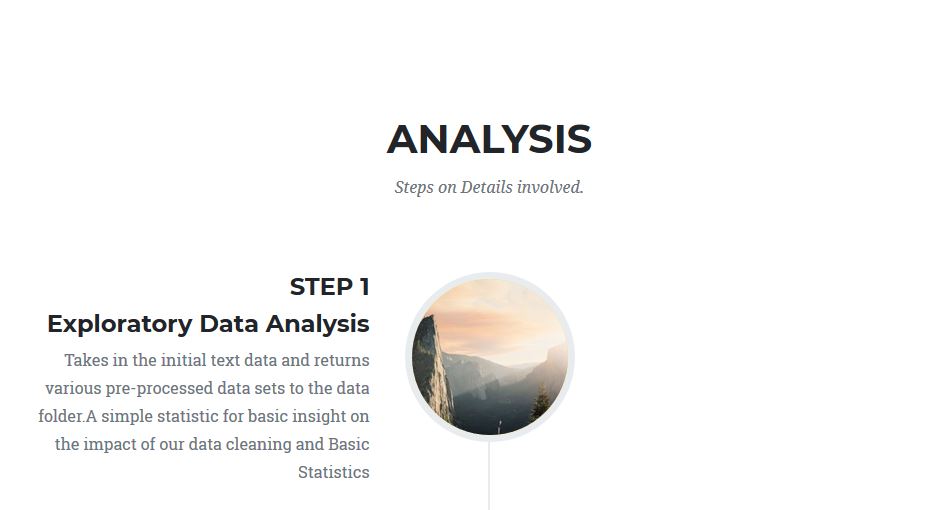 ANALYSIS
Steps on Details involved.
STEP 1
Exploratory Data Analysis
Takes in the initial text data and returns
various pre-processed data sets to the data
folder.A simple statistic for basic insight on
the impact of our data cleaning and Basic
Statistics